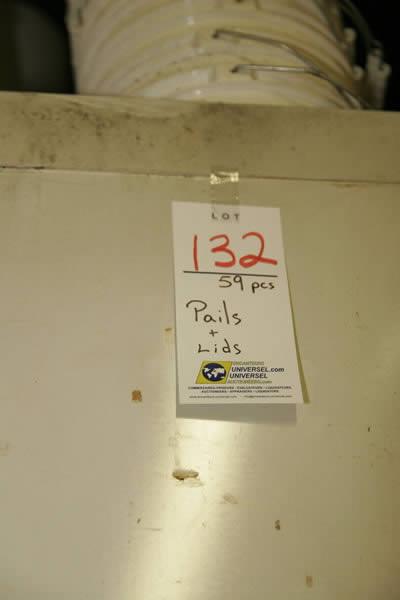 LOT
132
59 pcs
Pails
+
Lids
ENCANTEURS
UNIVERSEL.com
UNIVERSEL
AUCTIONEERS.com